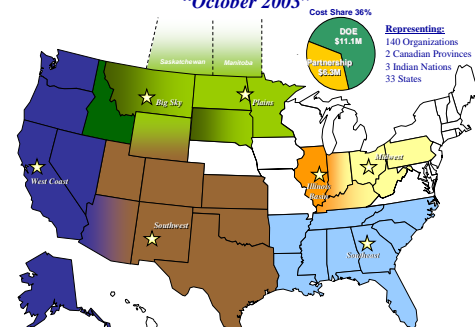 "October 2003"
Cost Share 36%
DOE
$11.1M
Partnership
$6.3M
Representing:
140 Organizations
2 Canadian Provinces
3 Indian Nations
33 States
Saskatchewan
Manitoba
Big Sky
Plains
Midwest
West Coast
Illinois
Basin
Southwest
Southeast